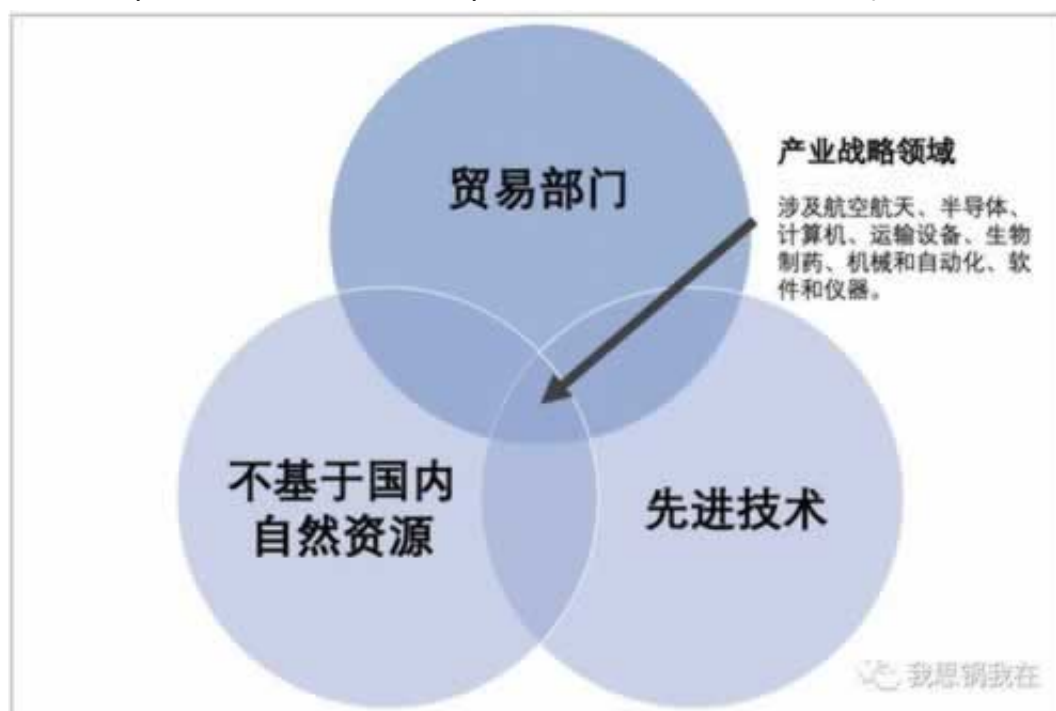 贸易部门
产业战略领域
涉及航空航天、半导体、
计算机、运输设备、生物
制药、机械和自动化、软
件和仪器。
不基于国内
自然资源
先进技术
我思锅我在